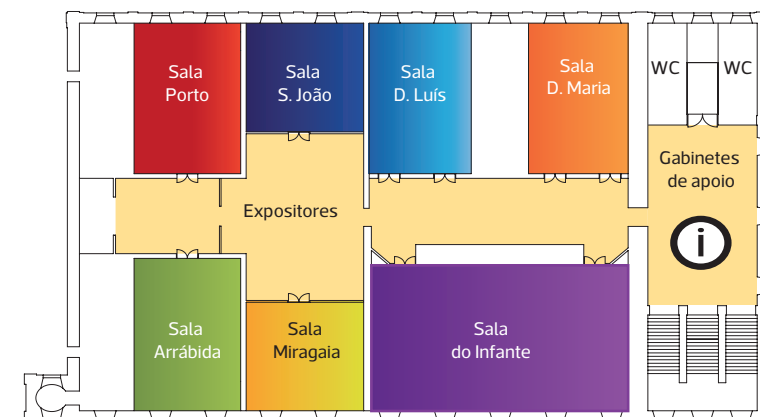 Sala
Porto
Sala
S. João
Sala
D. Luís
Sala
D. Maria
WC
WC
Gabinetes
de apoio
i
Expositores
Sala
Arrábida
Sala
Miragaia
Sala
do Infante